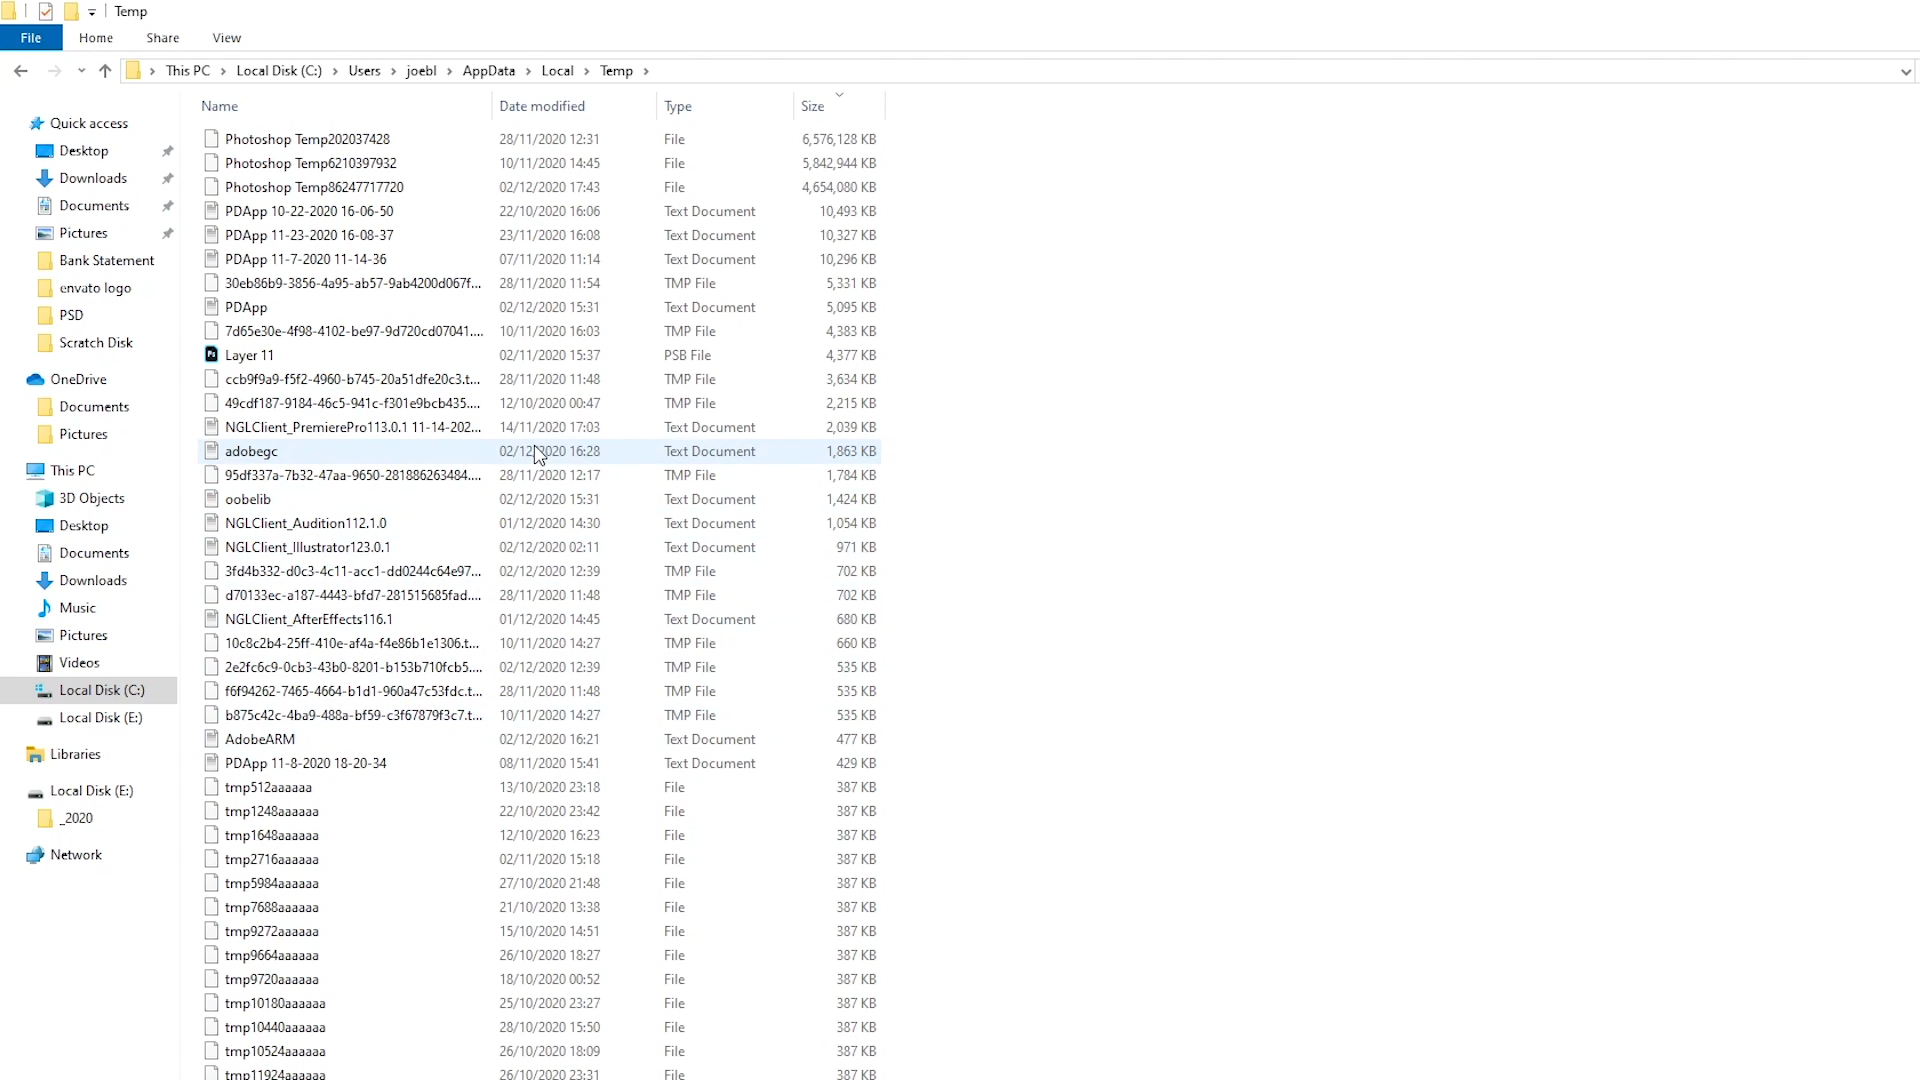 Temp
File Home Share View
This PC Local Disk (C:) Users joebl AppData Local Temp
Name Date modified Type Size
Quick access
Desktop
Downloads
Documents
Pictures
Bank Statement
envato logo
PSD
Scratch Disk
OneDrive
Documents
Pictures
This PC
3D Objects
Desktop
Documents
Downloads
Music
Pictures
Videos
Local Disk (C:)
Local Disk (E:)
Libraries
Local Disk (E:)
_2020
Network
Photoshop Temp202037428 28/11/2020 12:31 File 6,576,128 KB
Photoshop Temp6210397932 10/11/2020 14:45 File 5,842,944 KB
Photoshop Temp86247717720 02/12/2020 17:43 File 4,654,080 KB
PDApp 10-22-2020 16-06-50 22/10/2020 16:06 Text Document 10,493 KB
PDApp 11-23-2020 16-08-37 23/11/2020 16:08 Text Document 10,327 KB
PDApp 11-7-2020 11-14-36 07/11/2020 11:14 Text Document 10,296 KB
30eb86b9-3856-4a95-ab57-9ab4200d067f... 28/11/2020 11:54 TMP File 5,331 KB
PDApp 02/12/2020 15:31 Text Document 5,095 KB
7d65e30e-4f98-4102-be97-9d720cd07041.... 10/11/2020 16:03 TMP File 4,383 KB
Ps Layer 11 02/11/2020 15:37 PSB File 4,377 KB
ccb9f9a9-f5f2-4960-b745-20a51dfe20c3.t... 28/11/2020 11:48 TMP File 3,634 KB
49cdf187-9184-46c5-941c-f301e9bcb435.... 12/10/2020 00:47 TMP File 2,215 KB
NGLClient_PremierePro113.0.1 11-14-202... 14/11/2020 17:03 Text Document 2,039 KB
adobegc 02/12/2020 16:28 Text Document 1,863 KB
95df337a-7b32-47aa-9650-281886263484.... 28/11/2020 12:17 TMP File 1,784 KB
oobelib 02/12/2020 15:31 Text Document 1,424 KB
NGLClient_Audition112.1.0 01/12/2020 14:30 Text Document 1,054 KB
NGLClient_Illustrator123.0.1 02/12/2020 02:11 Text Document 971 KB
3fd4b332-d0c3-4c11-acc1-dd0244c64e97... 02/12/2020 12:39 TMP File 702 KB
d70133ec-a187-4443-bfd7-281515685fad.... 28/11/2020 11:48 TMP File 702 KB
NGLClient_AfterEffects116.1 01/12/2020 14:45 Text Document 680 KB
10c8c2b4-25ff-410e-af4a-f4e86b1e1306.t... 10/11/2020 14:27 TMP File 660 KB
2e2fc6c9-0cb3-43b0-8201-b153b710fcb5.... 02/12/2020 12:39 TMP File 535 KB
f6f94262-7465-4664-b1d1-960a47c53fdc.t... 28/11/2020 11:48 TMP File 535 KB
b875c42c-4ba9-488a-bf59-c3f67879f3c7.t... 10/11/2020 14:27 TMP File 535 KB
AdobeARM 02/12/2020 16:21 Text Document 477 KB
PDApp 11-8-2020 18-20-34 08/11/2020 15:41 Text Document 429 KB
tmp512aaaaaa 13/10/2020 23:18 File 387 KB
tmp1248aaaaaa 22/10/2020 23:42 File 387 KB
tmp1648aaaaaa 12/10/2020 16:23 File 387 KB
tmp2716aaaaaa 02/11/2020 15:18 File 387 KB
tmp5984aaaaaa 27/10/2020 21:48 File 387 KB
tmp7688aaaaaa 21/10/2020 13:38 File 387 KB
tmp9272aaaaaa 15/10/2020 14:51 File 387 KB
tmp9664aaaaaa 26/10/2020 18:27 File 387 KB
tmp9720aaaaaa 18/10/2020 00:52 File 387 KB
tmp10180aaaaaa 25/10/2020 23:27 File 387 KB
tmp10440aaaaaa 28/10/2020 15:50 File 387 KB
tmp10524aaaaaa 26/10/2020 18:09 File 387 KB
tmp11924aaaaaa 26/10/2020 23:31 File 387 KB